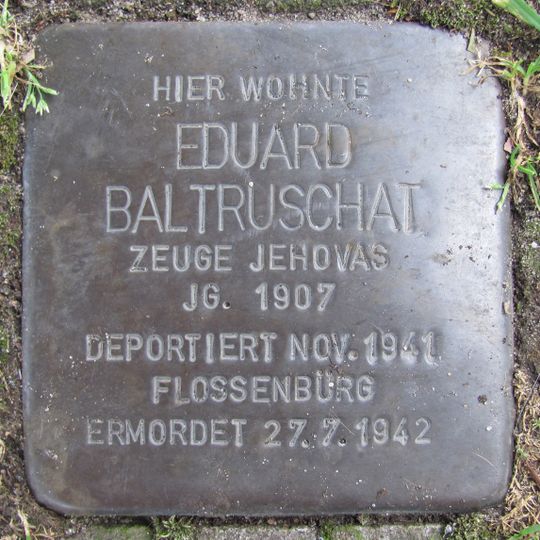 HIER WOHNTE
EDUARD
BALTRUSCHAT
ZEUGE JEHOVAS
JG. 1907
DEPORTIERT NOV. 1941
FLOSSENBÜRG
ERMORDET 27.7.1942